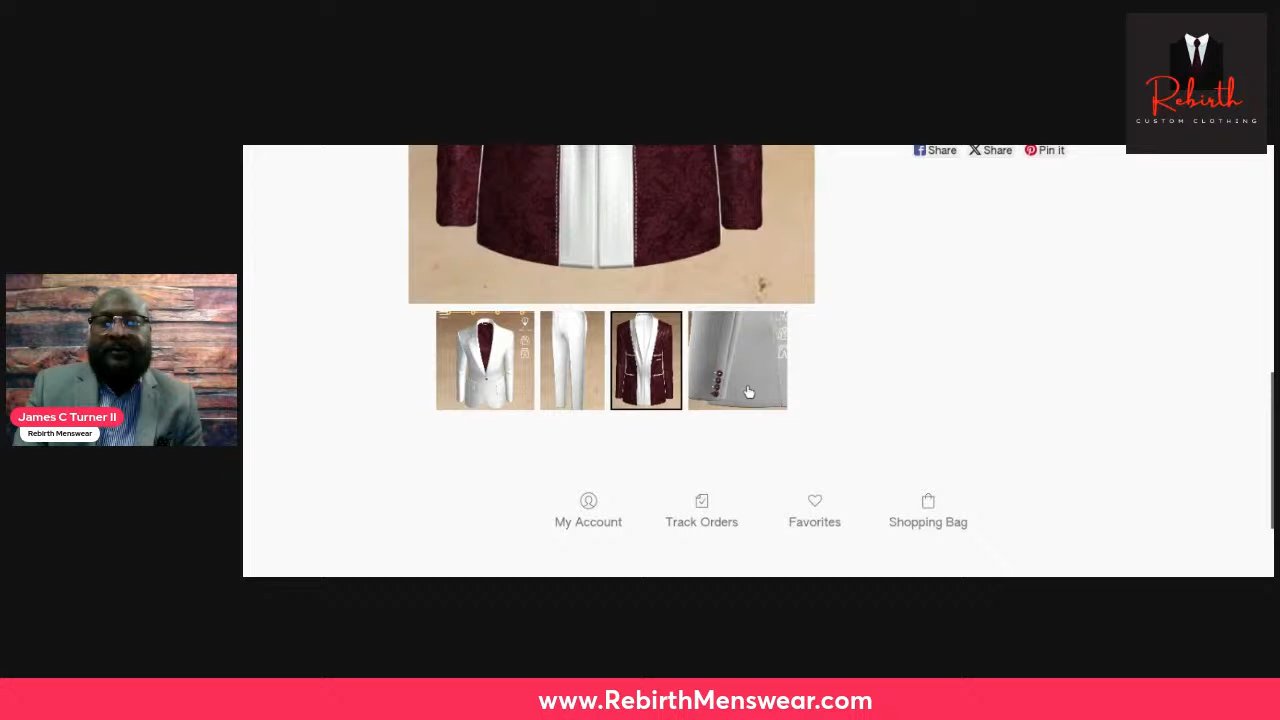 Rebirth
CUSTOM CLOTHING
Share
Share
Pin it
James C Turner II
Rebirth Menswear
My Account
Track Orders
Favorites
Shopping Bag
www.RebirthMenswear.com